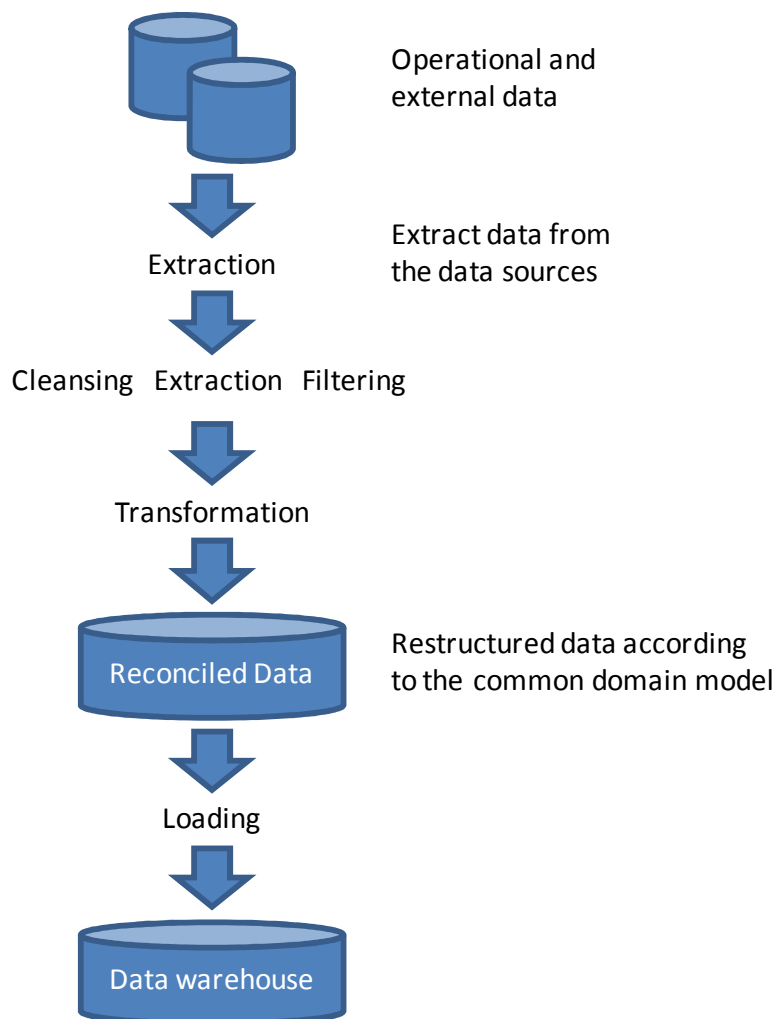 Operational and
external data
Extraction
Extract data from
the data sources
Cleansing Extraction Filtering
Transformation
Reconciled Data
Restructured data according
to the common domain model
Loading
Data warehouse